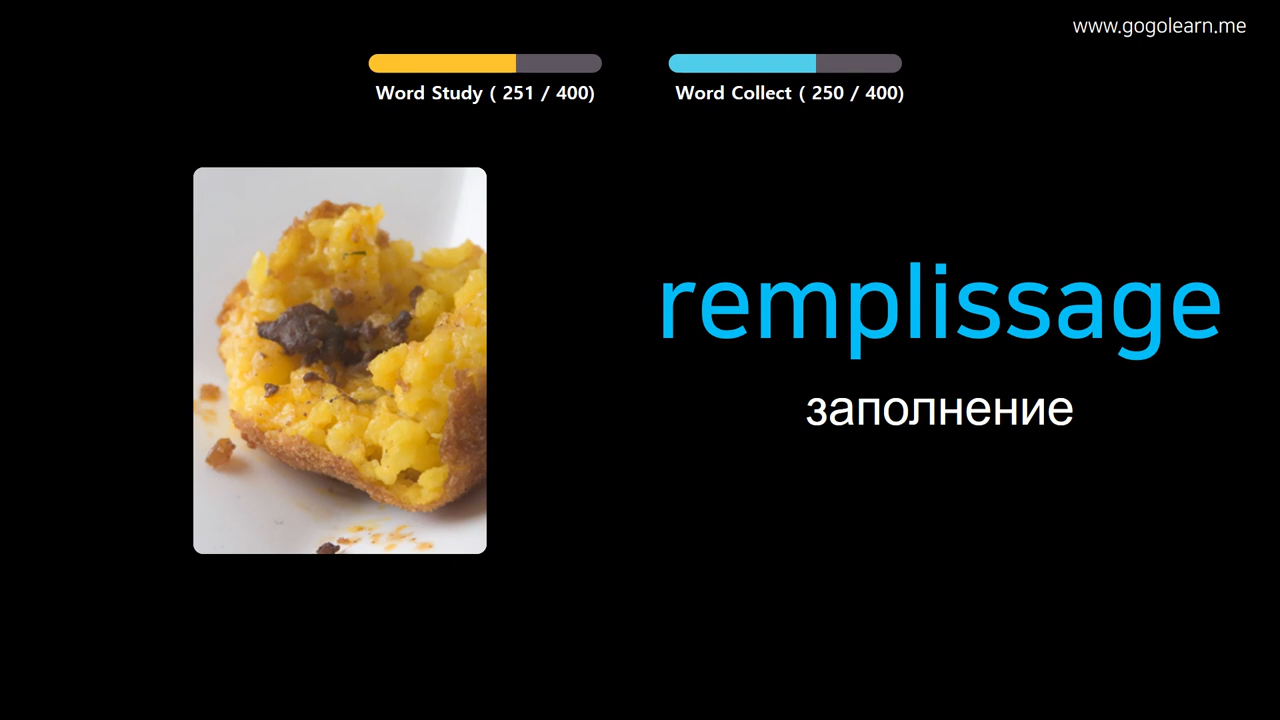 www.gogolearn.me
Word Study ( 251 / 400)
Word Collect ( 250 / 400)
remplissage
заполнение